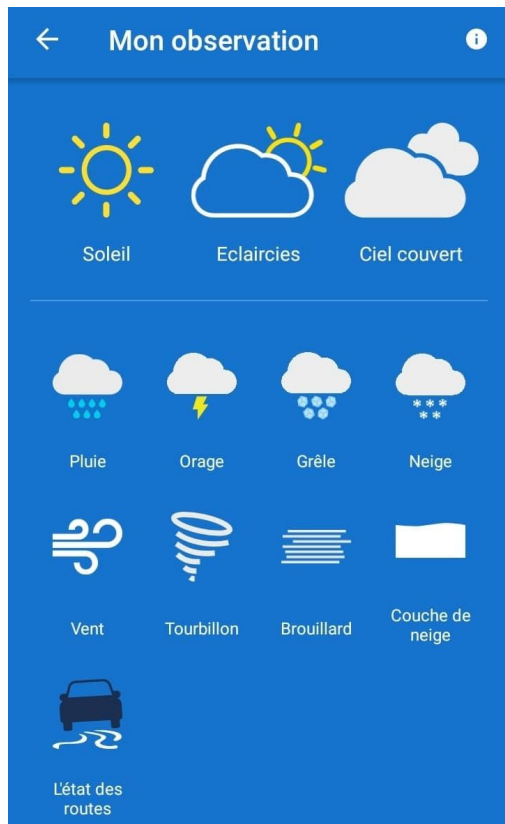 Mon observation
Soleil
Eclaircies
Ciel couvert
Pluie
Orage
Grêle
Neige
Vent
Tourbillon
Brouillard
Couche de
neige
L'état des
routes